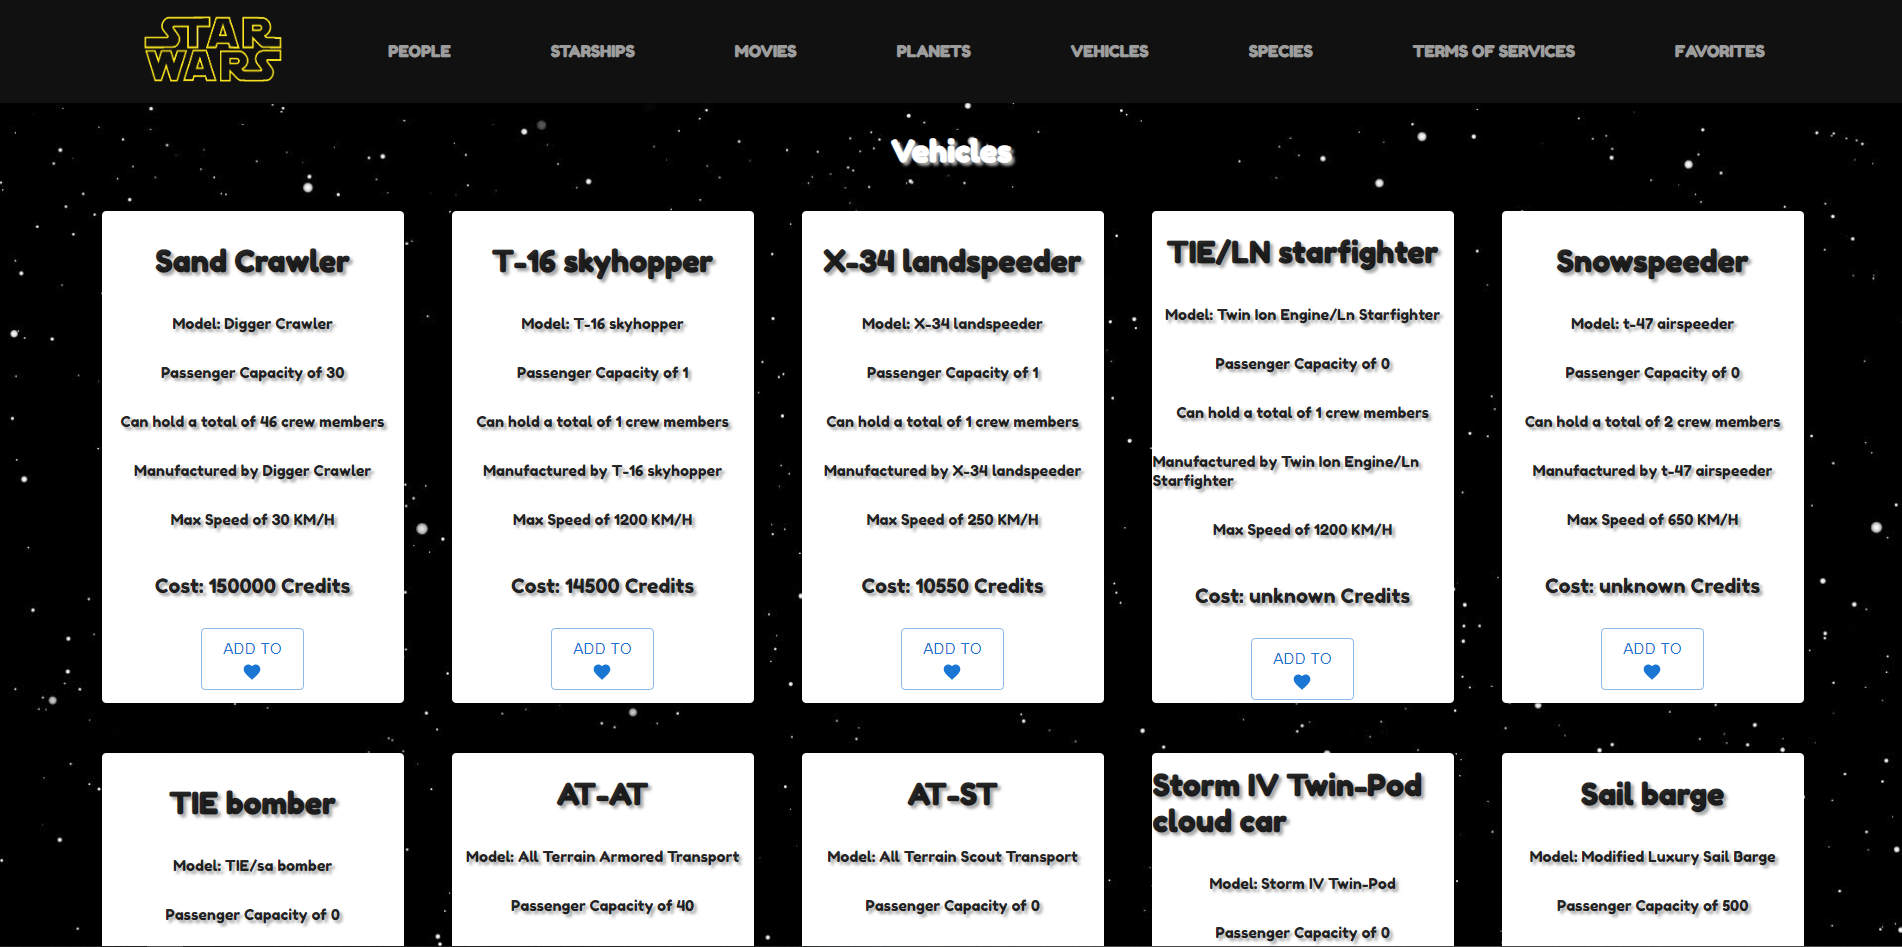 STAR
WARS
PEOPLE
STARSHIPS
MOVIES
PLANETS
VEHICLES
SPECIES
TERMS OF SERVICES
FAVORITES
Vehicles
Sand Crawler
Model: Digger Crawler
Passenger Capacity of 30
Can hold a total of 46 crew members
Manufactured by Digger Crawler
Max Speed of 30 KM/H
Cost: 150000 Credits
ADD TO
T-16 skyhopper
Model: T-16 skyhopper
Passenger Capacity of 1
Can hold a total of 1 crew members
Manufactured by T-16 skyhopper
Max Speed of 1200 KM/H
Cost: 14500 Credits
ADD TO
X-34 landspeeder
Model: X-34 landspeeder
Passenger Capacity of 1
Can hold a total of 1 crew members
Manufactured by X-34 landspeeder
Max Speed of 250 KM/H
Cost: 10550 Credits
ADD TO
TIE/LN starfighter
Model: Twin Ion Engine/Ln Starfighter
Passenger Capacity of 0
Can hold a total of 1 crew members
Manufactured by Twin Ion Engine/Ln
Starfighter
Max Speed of 1200 KM/H
Cost: unknown Credits
ADD TO
Snowspeeder
Model: t-47 airspeeder
Passenger Capacity of 0
Can hold a total of 2 crew members
Manufactured by t-47 airspeeder
Max Speed of 650 KM/H
Cost: unknown Credits
ADD TO
TIE bomber
Model: TIE/sa bomber
Passenger Capacity of 0
AT-AT
Model: All Terrain Armored Transport
Passenger Capacity of 40
AT-ST
Model: All Terrain Scout Transport
Passenger Capacity of 0
Storm IV Twin-Pod
cloud car
Model: Storm IV Twin-Pod
Passenger Capacity of 0
Sail barge
Model: Modified Luxury Sail Barge
Passenger Capacity of 500